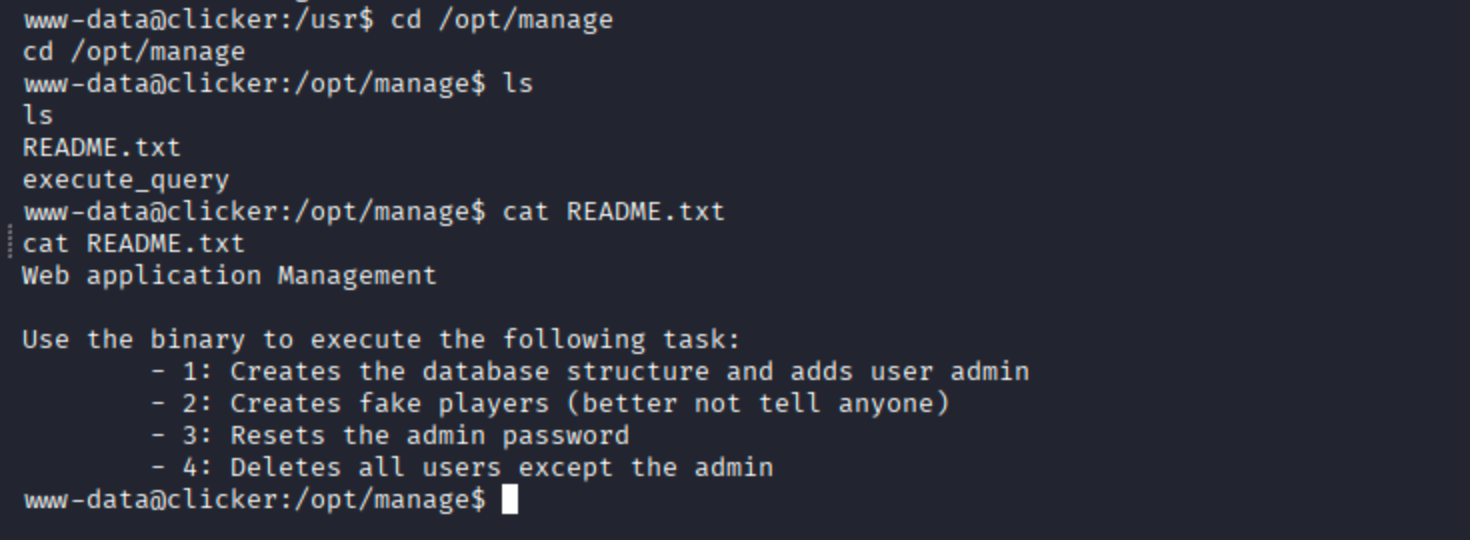 www-data@clicker:/usr$ cd /opt/manage
cd /opt/manage
www-data@clicker:/opt/manage$ ls
ls
README.txt
execute_query
www-data@clicker:/opt/manage$ cat README.txt
cat README.txt
Web application Management

Use the binary to execute the following task:
        - 1: Creates the database structure and adds user admin
        - 2: Creates fake players (better not tell anyone)
        - 3: Resets the admin password
        - 4: Deletes all users except the admin
www-data@clicker:/opt/manage$